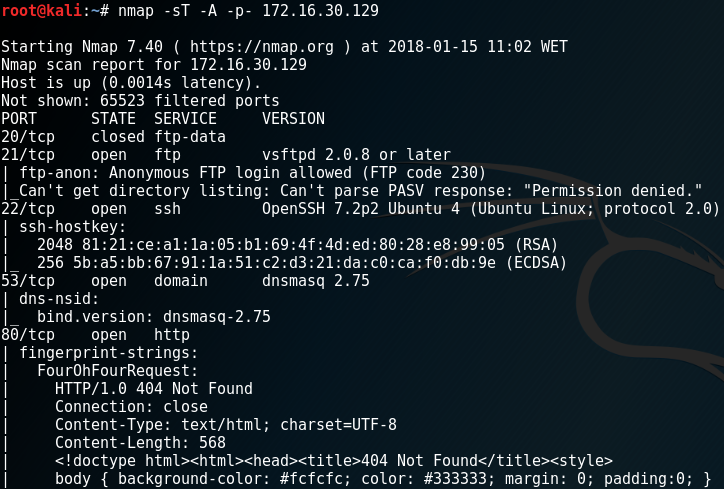 root@kali:~# nmap -sT -A -p- 172.16.30.129
Starting Nmap 7.40 ( https://nmap.org ) at 2018-01-15 11:02 WET
Nmap scan report for 172.16.30.129
Host is up (0.0014s latency).
Not shown: 65523 filtered ports
PORT     STATE  SERVICE     VERSION
20/tcp   closed ftp-data
21/tcp   open   ftp         vsftpd 2.0.8 or later
| ftp-anon: Anonymous FTP login allowed (FTP code 230)
|_Can't get directory listing: Can't parse PASV response: "Permission denied."
22/tcp   open   ssh         OpenSSH 7.2p2 Ubuntu 4 (Ubuntu Linux; protocol 2.0)
| ssh-hostkey:
|   2048 81:21:ce:a1:1a:05:b1:69:4f:4d:ed:80:28:e8:99:05 (RSA)
|_  256 5b:a5:bb:67:91:1a:51:c2:d3:21:da:c0:ca:f0:db:9e (ECDSA)
53/tcp   open   domain      dnsmasq 2.75
| dns-nsid:
|_  bind.version: dnsmasq-2.75
80/tcp   open   http
| fingerprint-strings:
|   FourOhFourRequest:
|     HTTP/1.0 404 Not Found
|     Connection: close
|     Content-Type: text/html; charset=UTF-8
|     Content-Length: 568
|     <!doctype html><html><head><title>404 Not Found</title><style>
|     body { background-color: #fcfcfc; color: #333333; margin: 0; padding:0; }